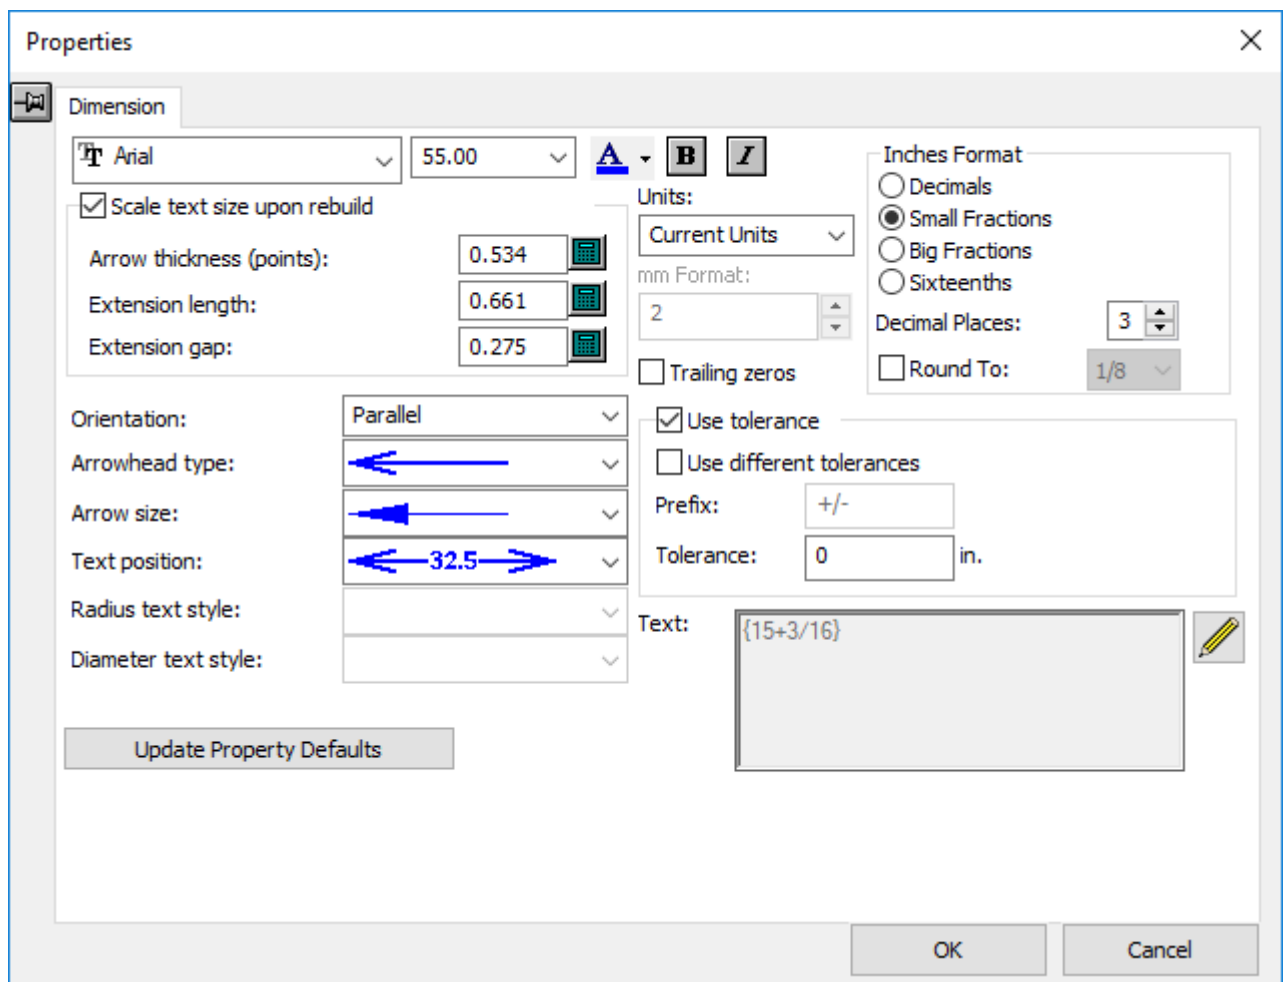 Properties
Dimension
Arial
55.00
A
B
I
Scale text size upon rebuild
Arrow thickness (points):
0.534
Extension length:
0.661
Extension gap:
0.275
Units:
Current Units
mm Format:
2
Trailing zeros
Inches Format
Decimals
Small Fractions
Big Fractions
Sixteenths
Decimal Places:
3
Round To:
1/8
Orientation:
Parallel
Arrowhead type:
Arrow size:
Text position:
32.5
Radius text style:
Diameter text style:
Use tolerance
Use different tolerances
Prefix:
+/-
Tolerance:
0
in.
Text:
{15+3/16}
Update Property Defaults
OK
Cancel